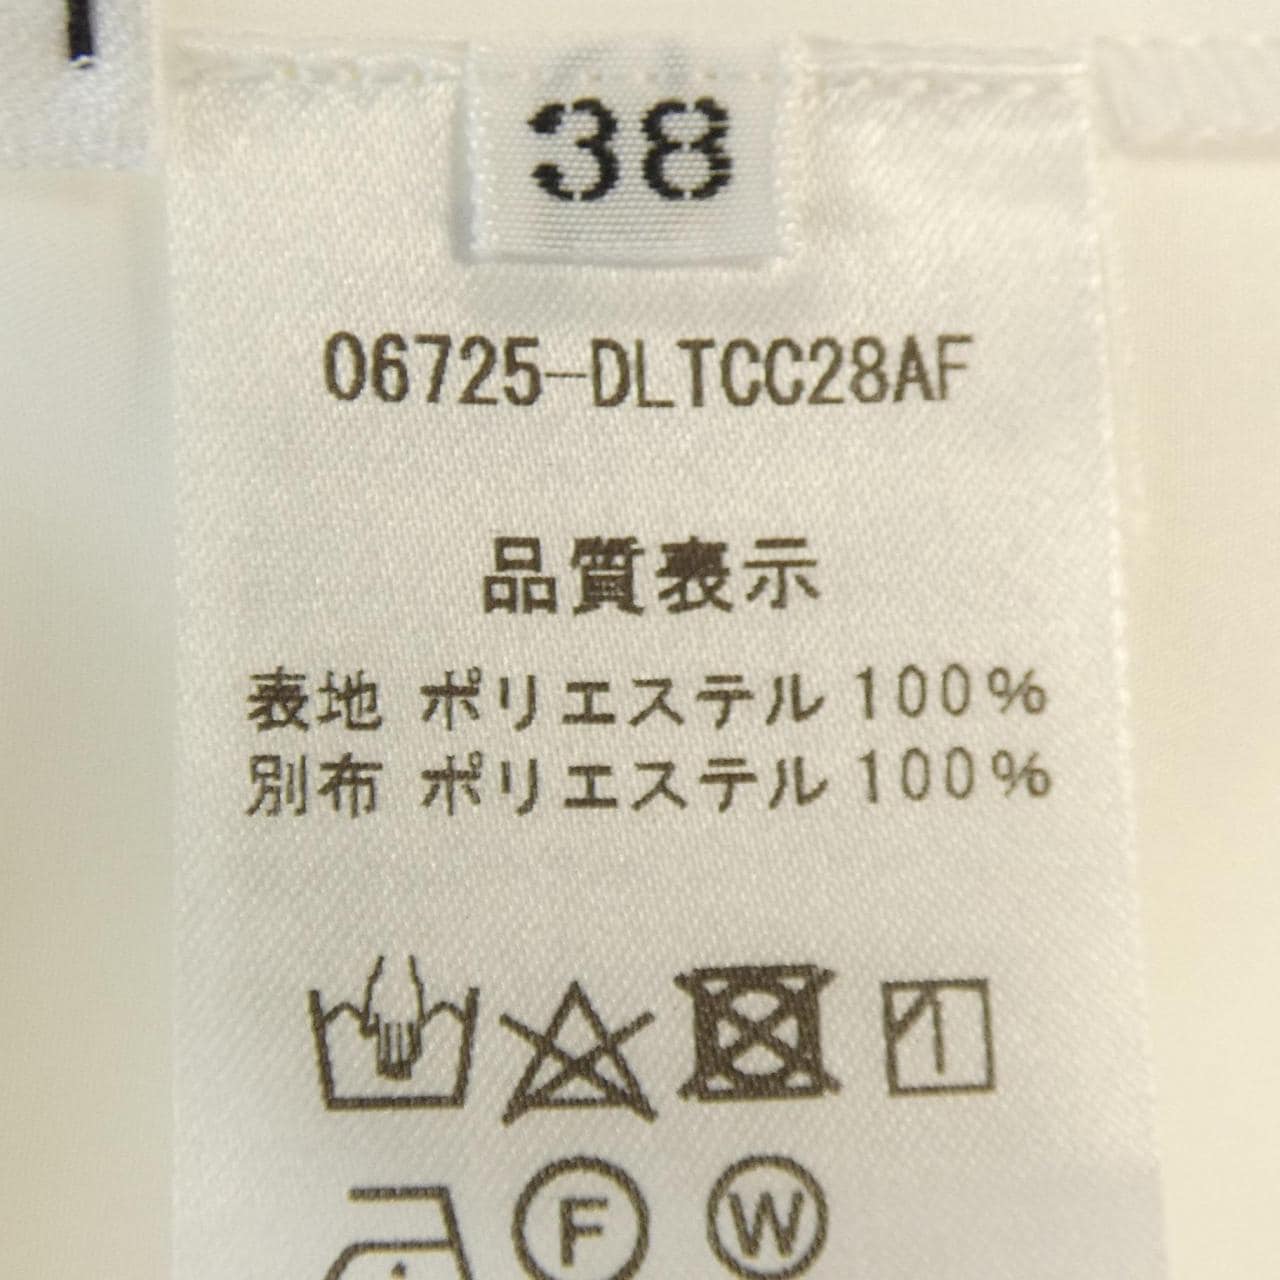 38
06725-DLTCC28AF
品質表示
表地 ポリエステル 100%
別布 ポリエステル 100%
F W